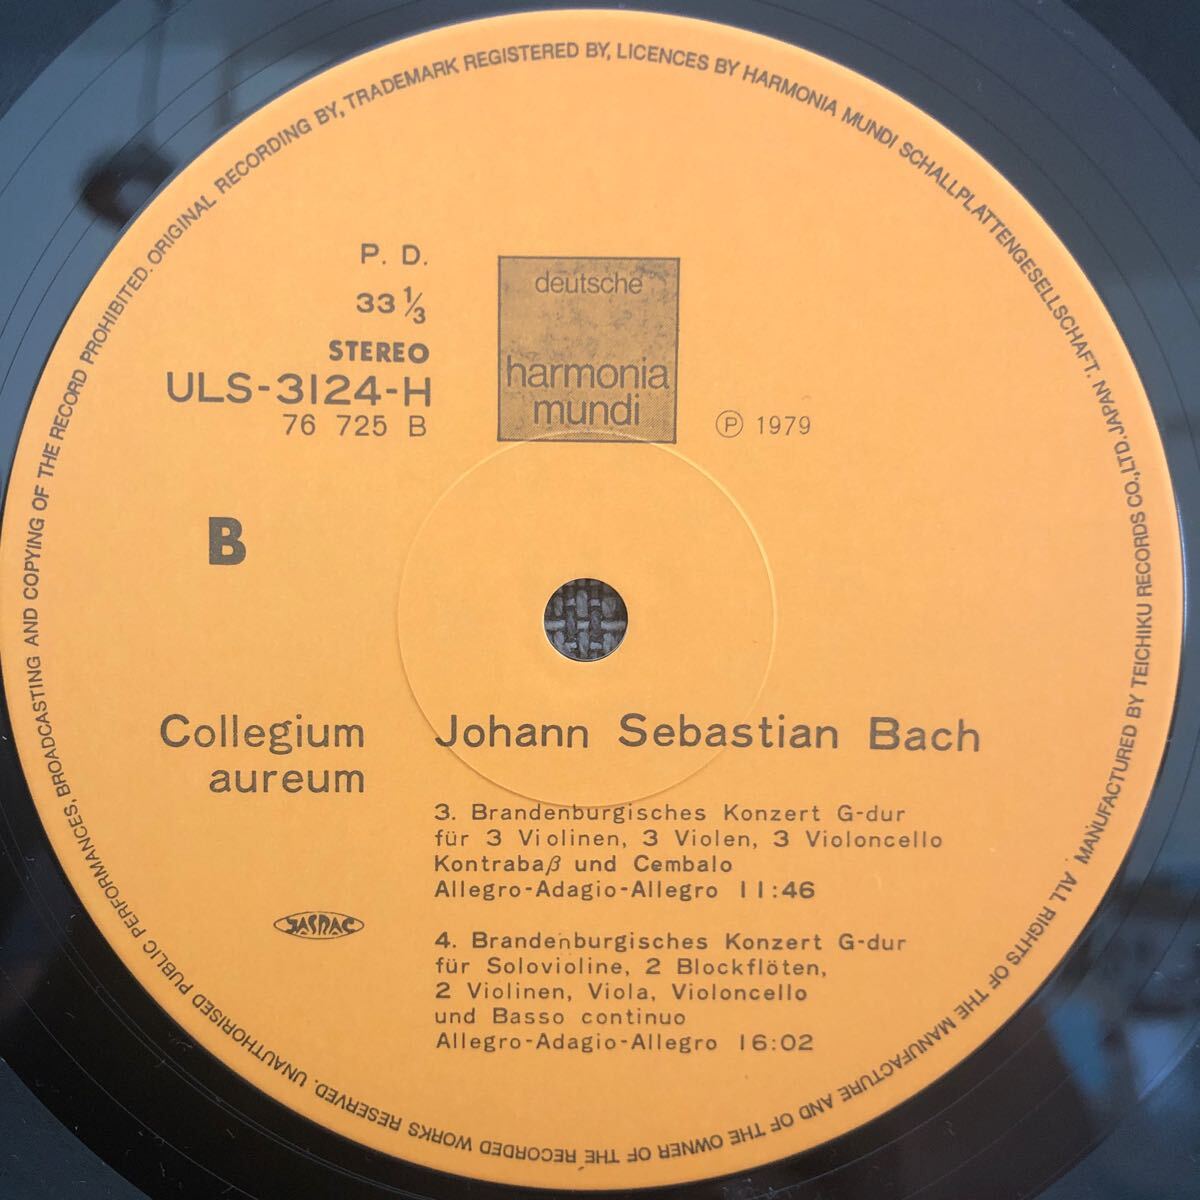 ORIGINAL RECORDING BY, TRADEMARK REGISTERED BY, LICENCES BY HARMONIA MUNDI SCHALLPLATTENGESELLSCHAFT. JAPAN
MANUFACTURED BY TEICHIKU RECORDS CO.,LTD.
ALL RIGHTS OF THE MANUFACTURE AND OF THE OWNER OF THE RECORDED WORKS RESERVED. UNAUTHORISED PUBLIC PERFORMANCES, BROADCASTING AND COPYING OF THE RECORD PROHIBITED.
P. D.
33 1/3
STEREO
ULS-3124-H
76 725 B
deutsche
harmonia
mundi
Ⓟ 1979
B
Collegium
aureum
Johann Sebastian Bach
3. Brandenburgisches Konzert G-dur
für 3 Violinen, 3 Violen, 3 Violoncello
Kontrabaß und Cembalo
Allegro-Adagio-Allegro 11:46
JASRAC
4. Brandenburgisches Konzert G-dur
für Solovioline, 2 Blockflöten,
2 Violinen, Viola, Violoncello
und Basso continuo
Allegro-Adagio-Allegro 16:02